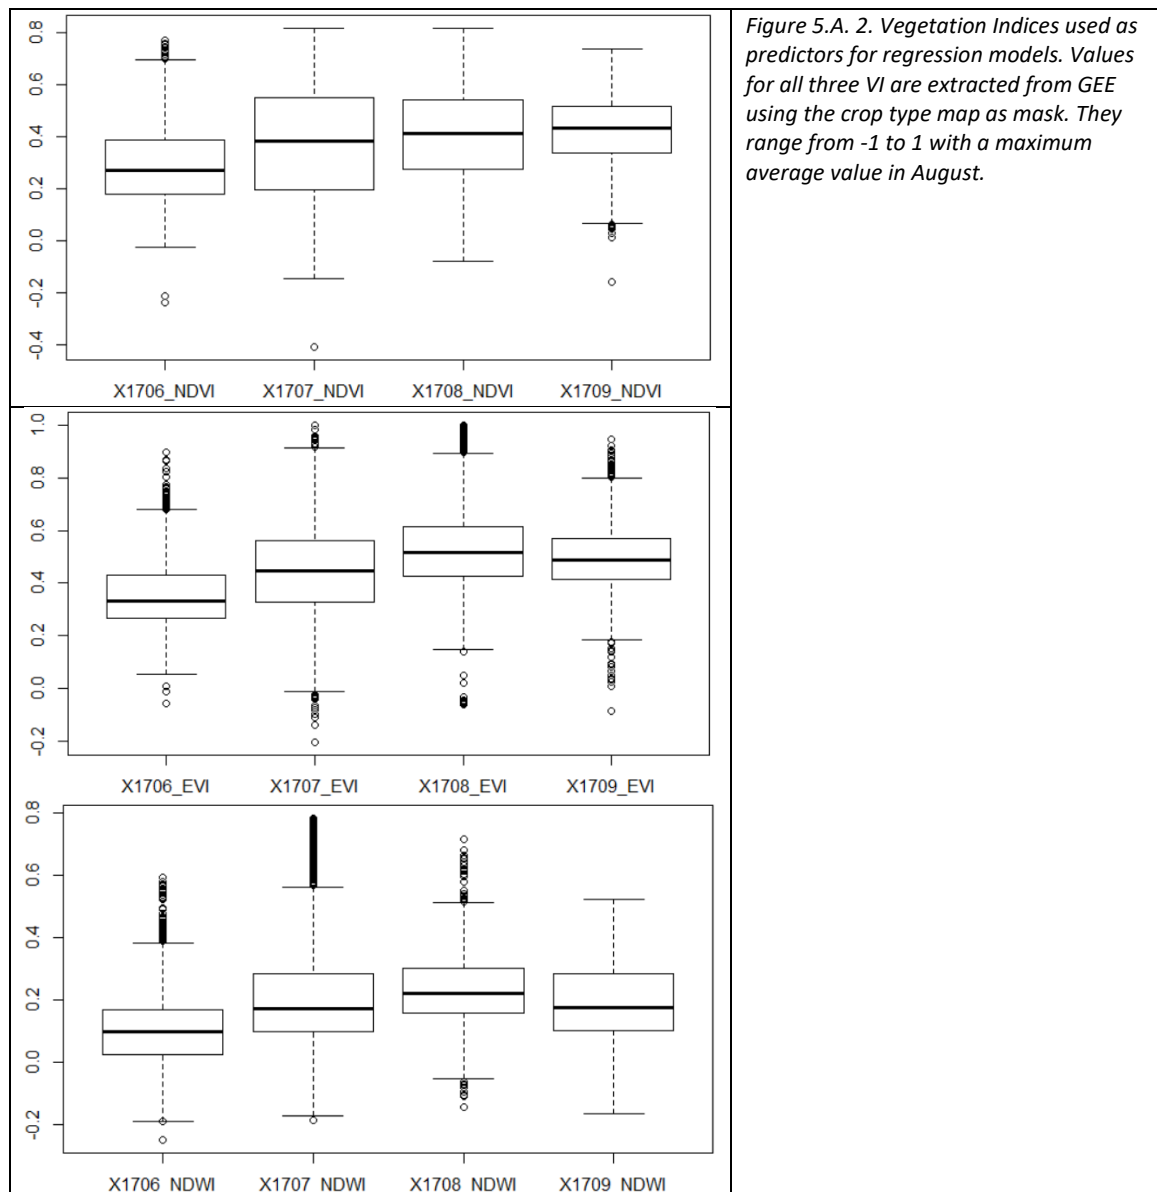 0.8
0.6
0.4
0.2
0.0
-0.2
-0.4
X1706_NDVI X1707_NDVI X1708_NDVI X1709_NDVI
Figure 5.A. 2. Vegetation Indices used as
predictors for regression models. Values
for all three VI are extracted from GEE
using the crop type map as mask. They
range from -1 to 1 with a maximum
average value in August.
1.0
0.8
0.6
0.4
0.2
0.0
-0.2
X1706_EVI X1707_EVI X1708_EVI X1709_EVI
0.8
0.6
0.4
0.2
0.0
-0.2
X1706_NDWI X1707_NDWI X1708_NDWI X1709_NDWI